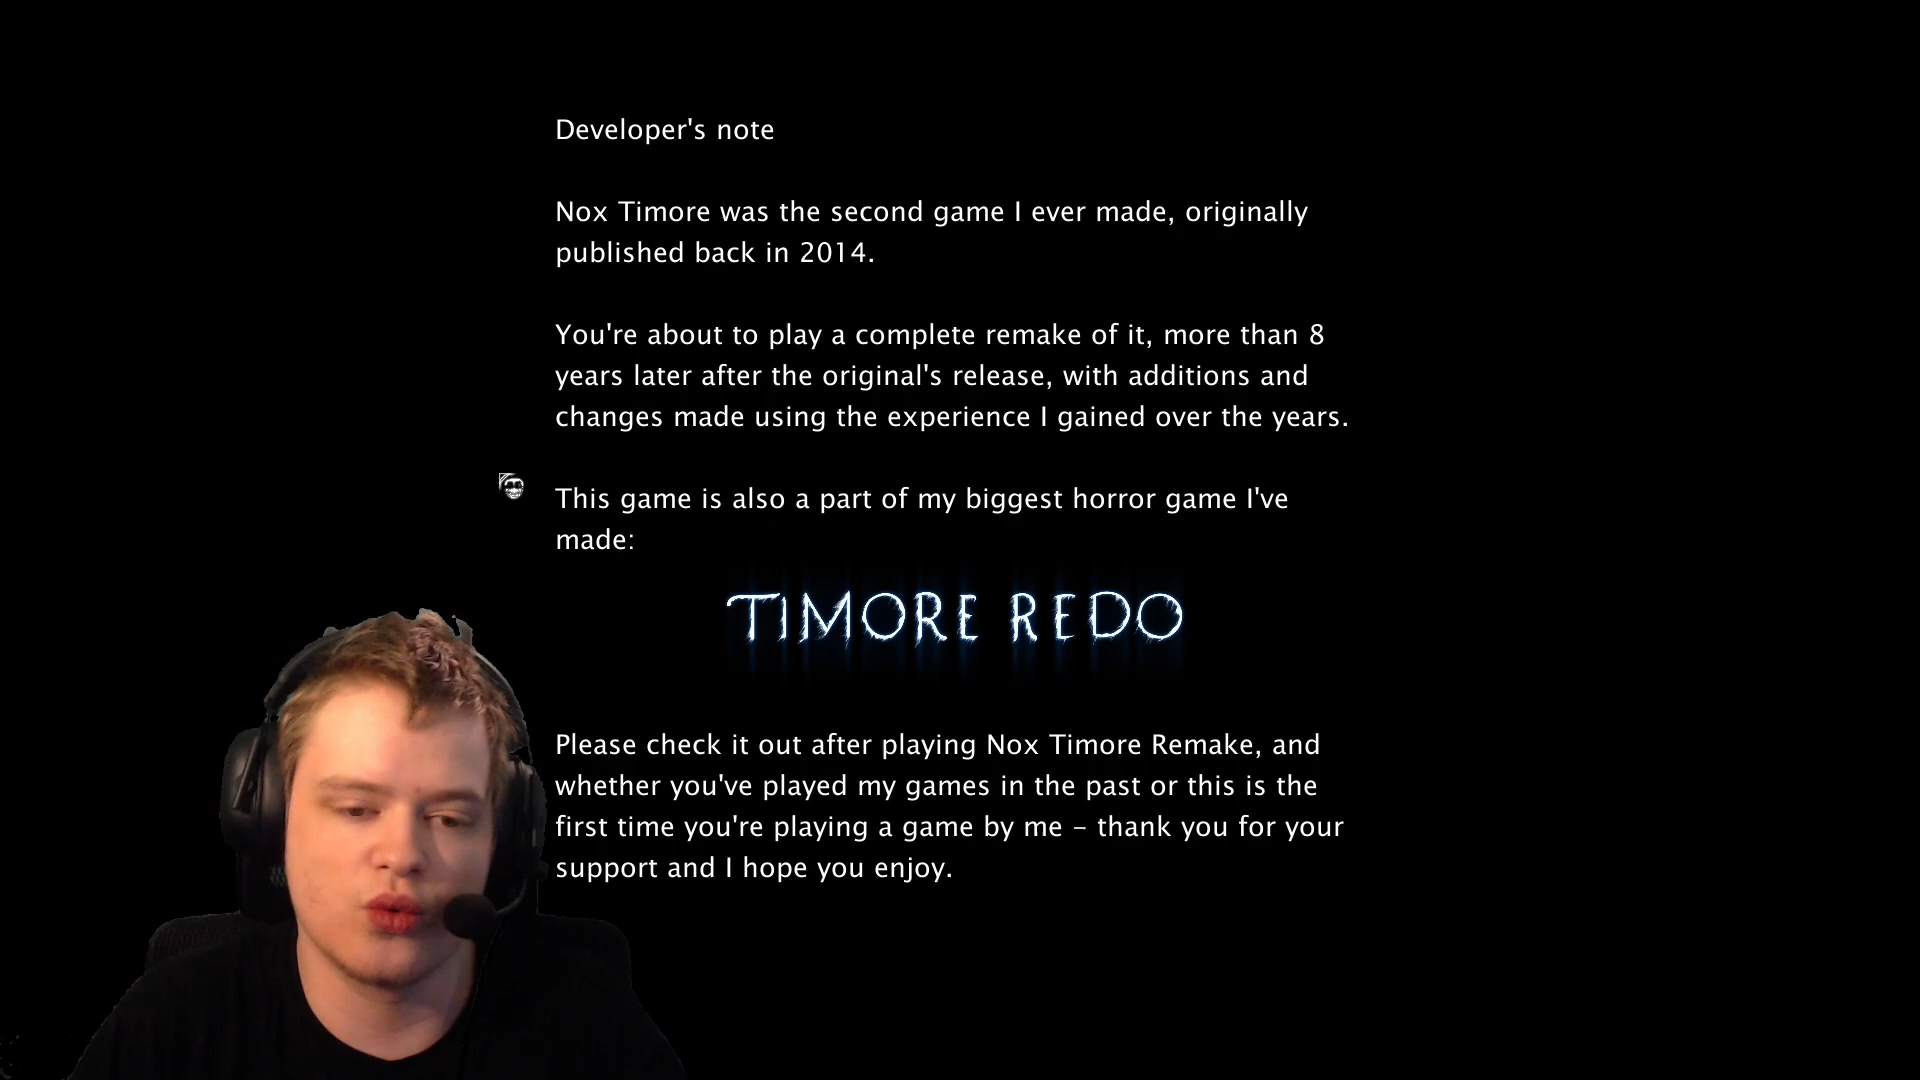 Developer's note
Nox Timore was the second game I ever made, originally
published back in 2014.
You're about to play a complete remake of it, more than 8
years later after the original's release, with additions and
changes made using the experience I gained over the years.
This game is also a part of my biggest horror game I've
made:
TIMORE REDO
Please check it out after playing Nox Timore Remake, and
whether you've played my games in the past or this is the
first time you're playing a game by me – thank you for your
support and I hope you enjoy.